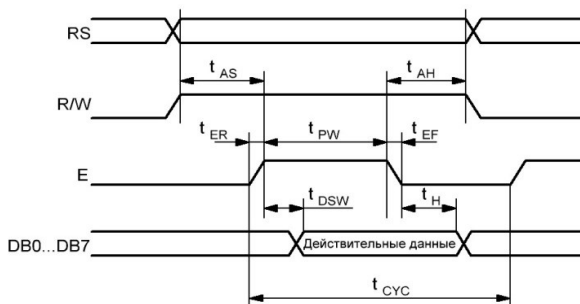 RS
t AS
t AH
R/W
t ER
t PW
t EF
E
t DSW
t H
DB0...DB7
Действительные данные
t CYC